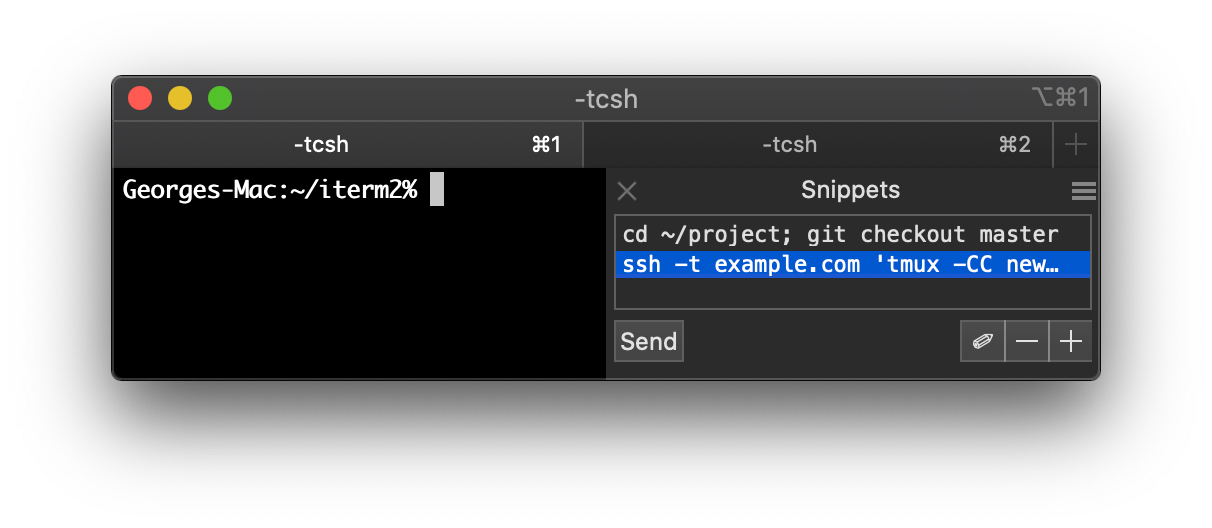 -tcsh ⌥⌘1
-tcsh ⌘1 -tcsh ⌘2
Georges-Mac:~/iterm2%
Snippets
cd ~/project; git checkout master
ssh -t example.com 'tmux -CC new…
Send